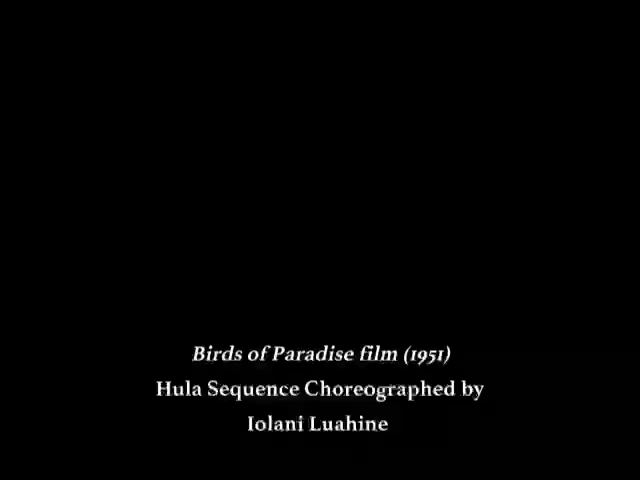 Birds of Paradise film (1951)
Hula Sequence Choreographed by
Iolani Luahine